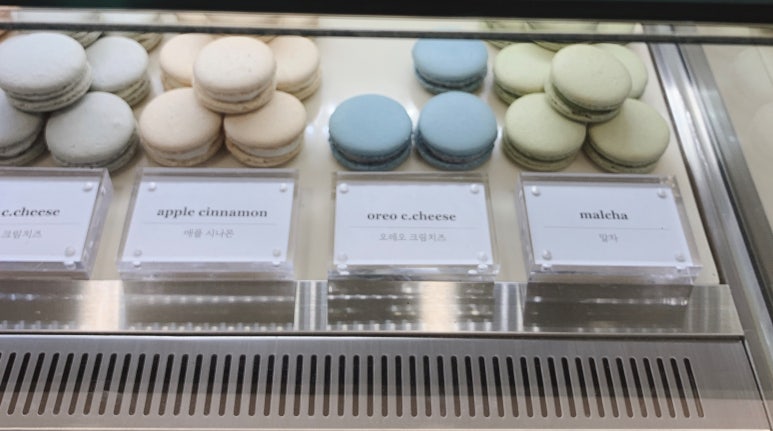 c.cheese
크림치즈
apple cinnamon
애플 시나몬
oreo c.cheese
오레오 크림치즈
malcha
말차